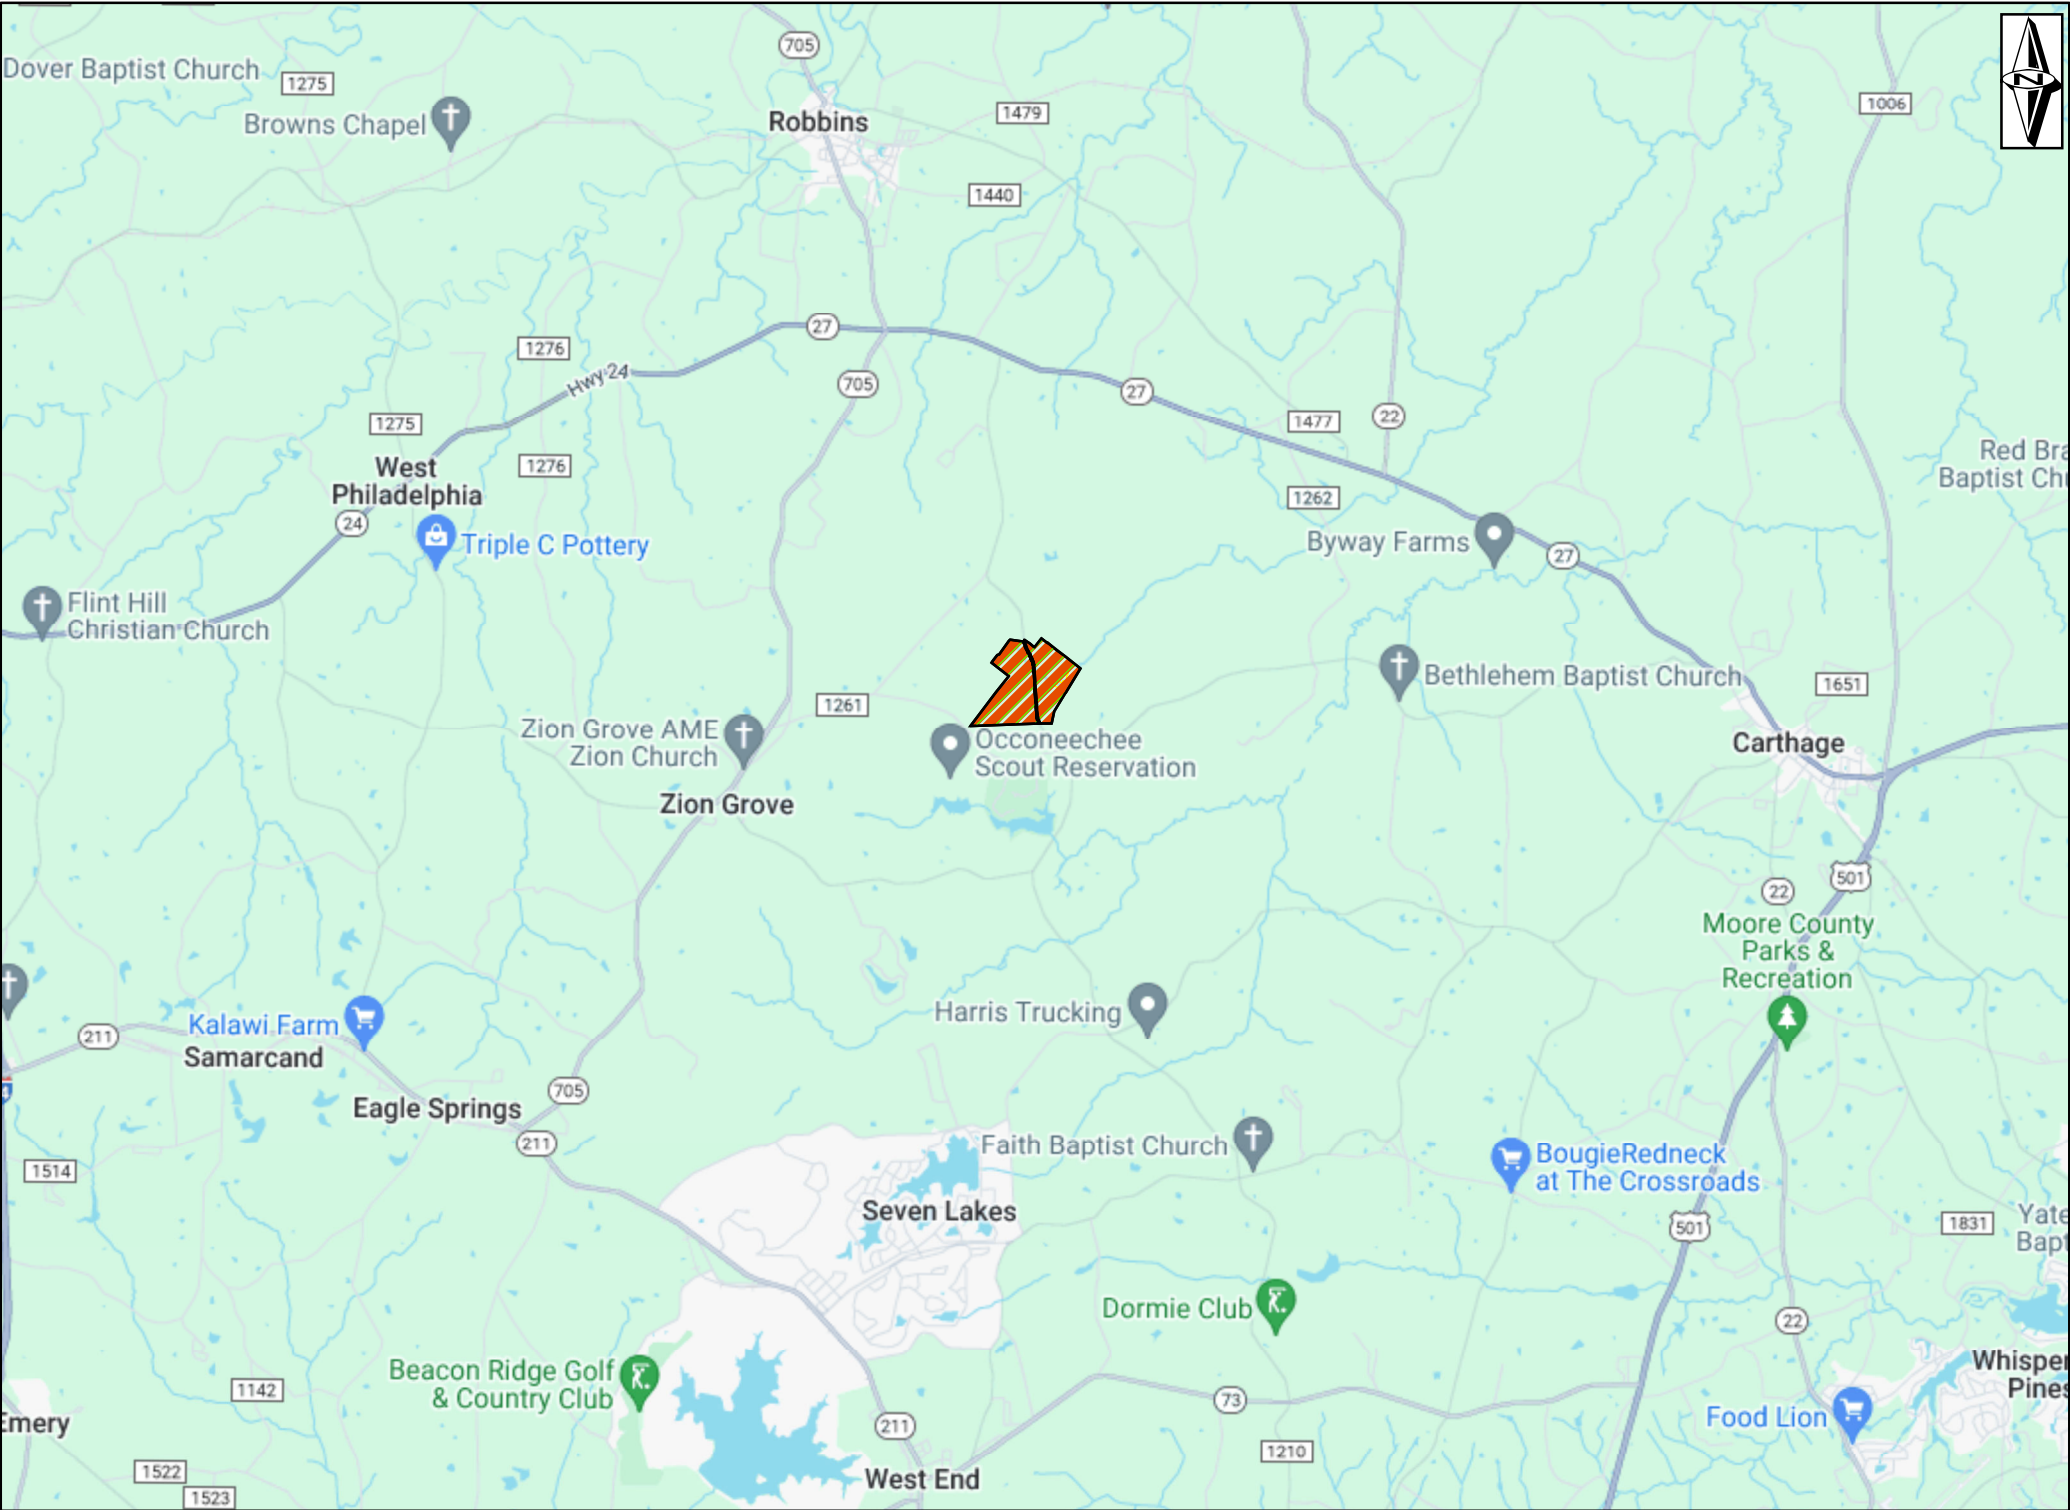 705
Dover Baptist Church
1275
N
Browns Chapel
Robbins
1479
1006
1440
27
1276
Hwy 24
705
27
1275
1477
22
West
Philadelphia
1276
Red Bra
Baptist Chu
1262
24
Triple C Pottery
Byway Farms
27
Flint Hill
Christian Church
Bethlehem Baptist Church
1651
1261
Zion Grove AME
Zion Church
Occoneechee
Scout Reservation
Carthage
Zion Grove
501
22
Moore County
Parks &
Recreation
Harris Trucking
Kalawi Farm
211
Samarcand
705
Eagle Springs
211
Faith Baptist Church
BougieRedneck
at The Crossroads
1514
Seven Lakes
501
1831
Yate
Bapt
Dormie Club
22
Beacon Ridge Golf
& Country Club
Whisper
Pines
1142
73
Emery
211
Food Lion
1210
1522
West End
1523